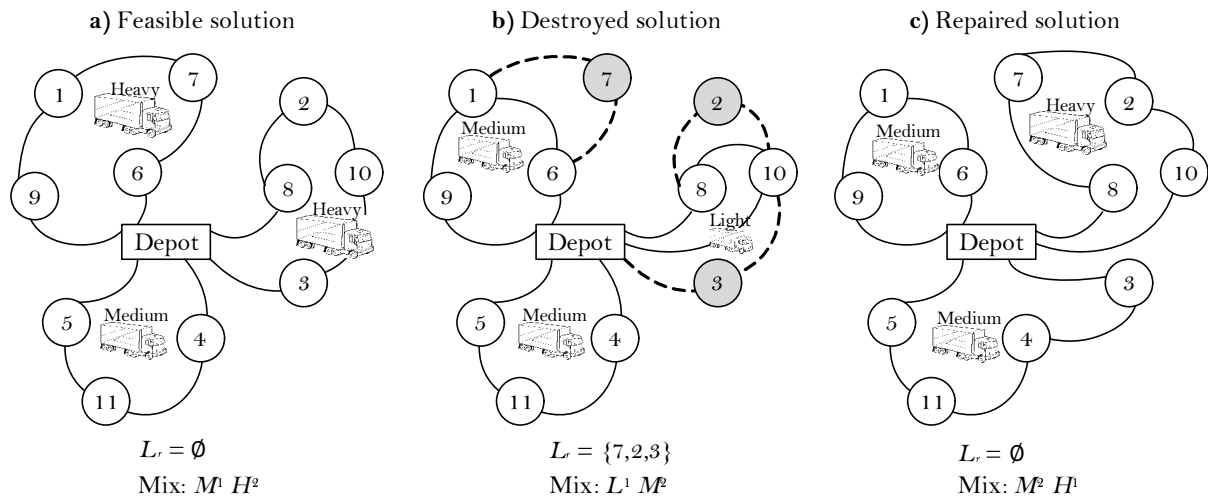 a) Feasible solution
1
7
Heavy
9
6
2
8
10
Heavy
3
Depot
5
Medium
4
11
Lᵣ = ∅
Mix: M¹ H²
b) Destroyed solution
1
7
Medium
9
6
2
8
10
Light
3
Depot
5
Medium
4
11
Lᵣ = {7,2,3}
Mix: L¹ M²
c) Repaired solution
1
7
2
Heavy
Medium
9
6
8
10
Depot
3
5
Medium
4
11
Lᵣ = ∅
Mix: M² H¹